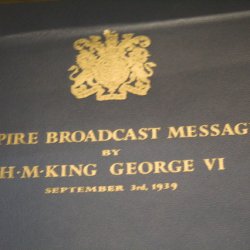 PIRE BROADCAST MESSAG
BY
H·M·KING GEORGE VI
SEPTEMBER 3rd, 1939